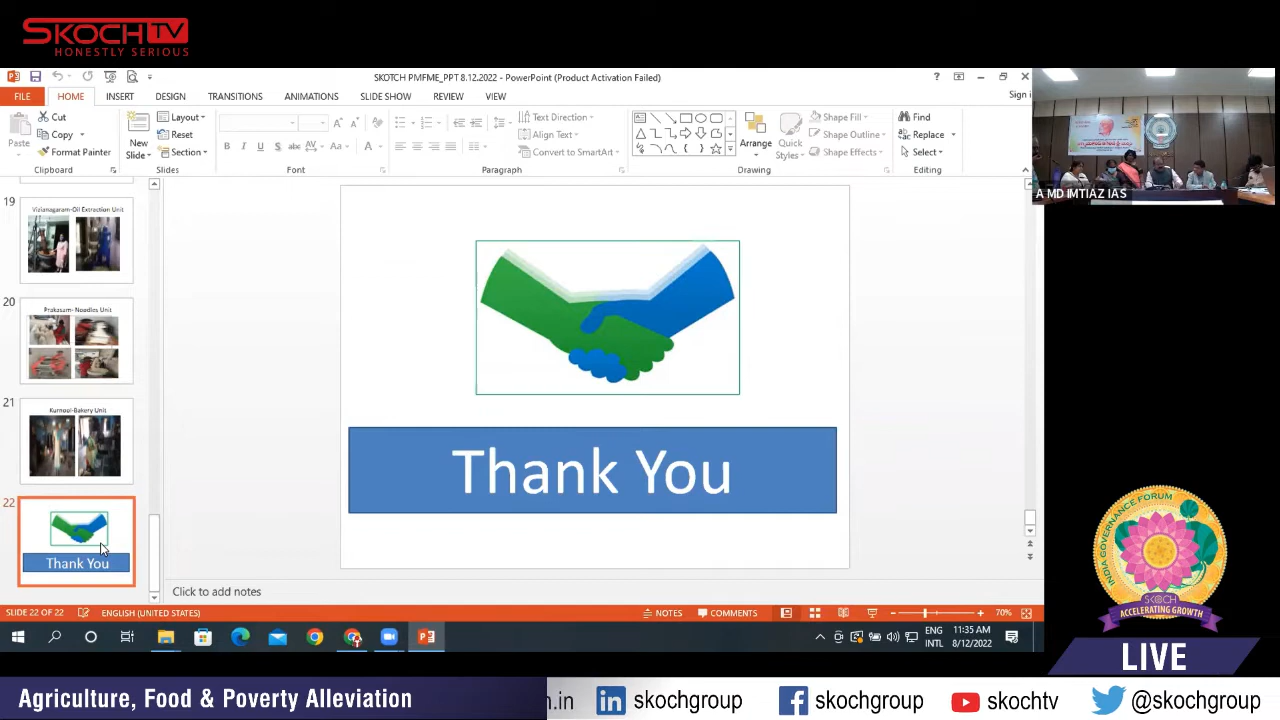 SKOCH TV
HONESTLY SERIOUS
SKOTCH PMFME_PPT 8.12.2022 - PowerPoint (Product Activation Failed)
FILE HOME INSERT DESIGN TRANSITIONS ANIMATIONS SLIDE SHOW REVIEW VIEW Sign i
Paste
Cut
Copy
Format Painter
Clipboard
New Slide
Layout
Reset
Section
Slides
B I U S abc AV Aa A
Font
Text Direction
Align Text
Convert to SmartArt
Paragraph
Arrange
Quick Styles
Shape Fill
Shape Outline
Shape Effects
Drawing
Find
Replace
Select
Editing
A MD IMTIAZ IAS
19
Vizianagaram-Oil Extraction Unit
20
Prakasam- Noodles Unit
21
Kurnool-Bakery Unit
22
Thank You
Thank You
Click to add notes
SLIDE 22 OF 22 ENGLISH (UNITED STATES) NOTES COMMENTS 70%
ENG 11:35 AM
INTL 8/12/2022
INDIA GOVERNANCE FORUM
SKOCH
ACCELERATING GROWTH
LIVE
Agriculture, Food & Poverty Alleviation
n.in skochgroup skochgroup skochtv @skochgroup